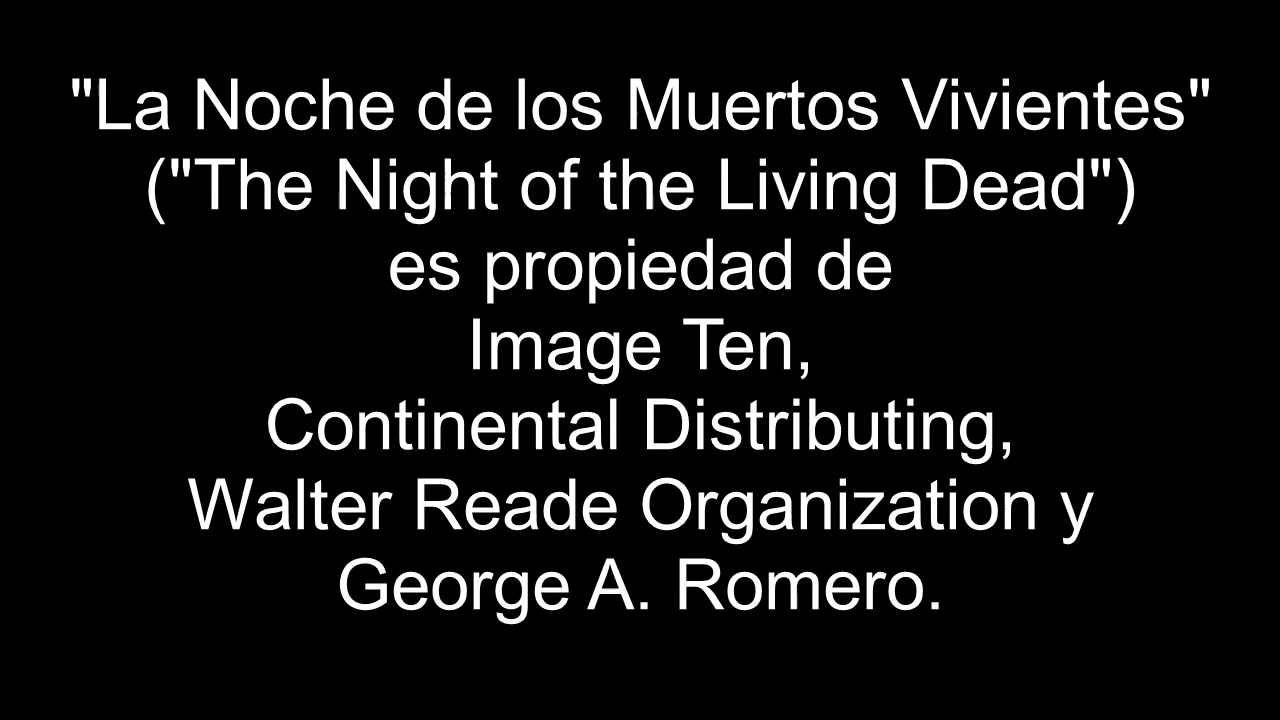 "La Noche de los Muertos Vivientes"
("The Night of the Living Dead")
es propiedad de
Image Ten,
Continental Distributing,
Walter Reade Organization y
George A. Romero.